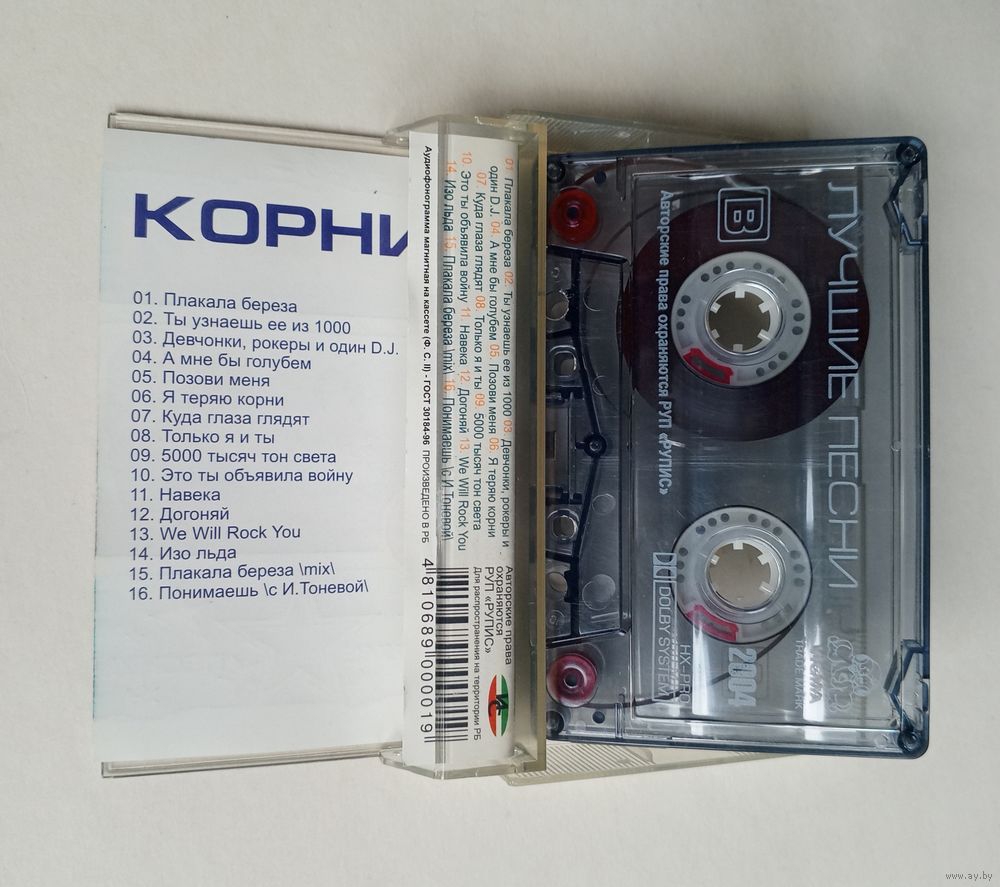 КОРНИ
01. Плакала береза
02. Ты узнаешь ее из 1000
03. Девчонки, рокеры и один D.J.
04. А мне бы голубем
05. Позови меня
06. Я теряю корни
07. Куда глаза глядят
08. Только я и ты
09. 5000 тысяч тон света
10. Это ты объявила войну
11. Навека
12. Догоняй
13. We Will Rock You
14. Изо льда
15. Плакала береза \mix\
16. Понимаешь \с И.Тоневой\
01 Плакала береза 02. Ты узнаешь ее из 1000 03. Девчонки, рокеры и
один D.J. 04. А мне бы голубем 05. Позови меня 06. Я теряю корни
07. Куда глаза глядят 08. Только я и ты 09. 5000 тысяч тон света
10. Это ты объявила войну 11. Навека 12. Догоняй 13. We Will Rock You
14. Изо льда 15. Плакала береза \mix\ 16. Понимаешь \с И.Тоневой\
Аудиофонограмма магнитная на кассете (Ф. С. II) - ГОСТ 30184-96 ПРОИЗВЕДЕНО В РБ
Авторские права
охраняются
РУП «РУПИС»
Для распространения на территории РБ
4 810689 000019
ЛУЧШИЕ ПЕСНИ
B
Авторские права охраняются РУП «РУПИС»
DOLBY SYSTEM
HX-PRO
2004
TRADE MARK
www.ay.by